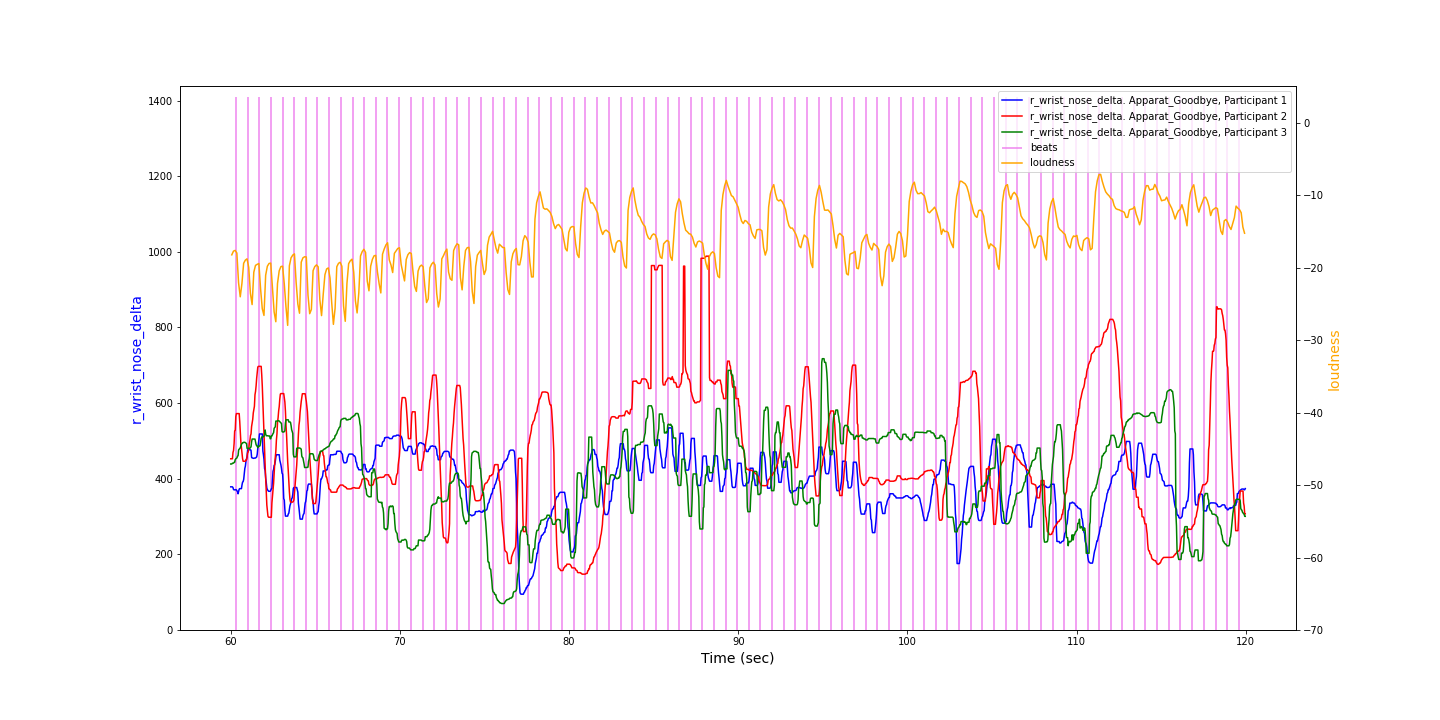 r_wrist_nose_delta. Apparat_Goodbye, Participant 1
r_wrist_nose_delta. Apparat_Goodbye, Participant 2
r_wrist_nose_delta. Apparat_Goodbye, Participant 3
beats
loudness
1400
1200
1000
800
600
400
200
0
r_wrist_nose_delta
0
−10
−20
−30
−40
−50
−60
−70
loudness
60
70
80
90
100
110
120
Time (sec)